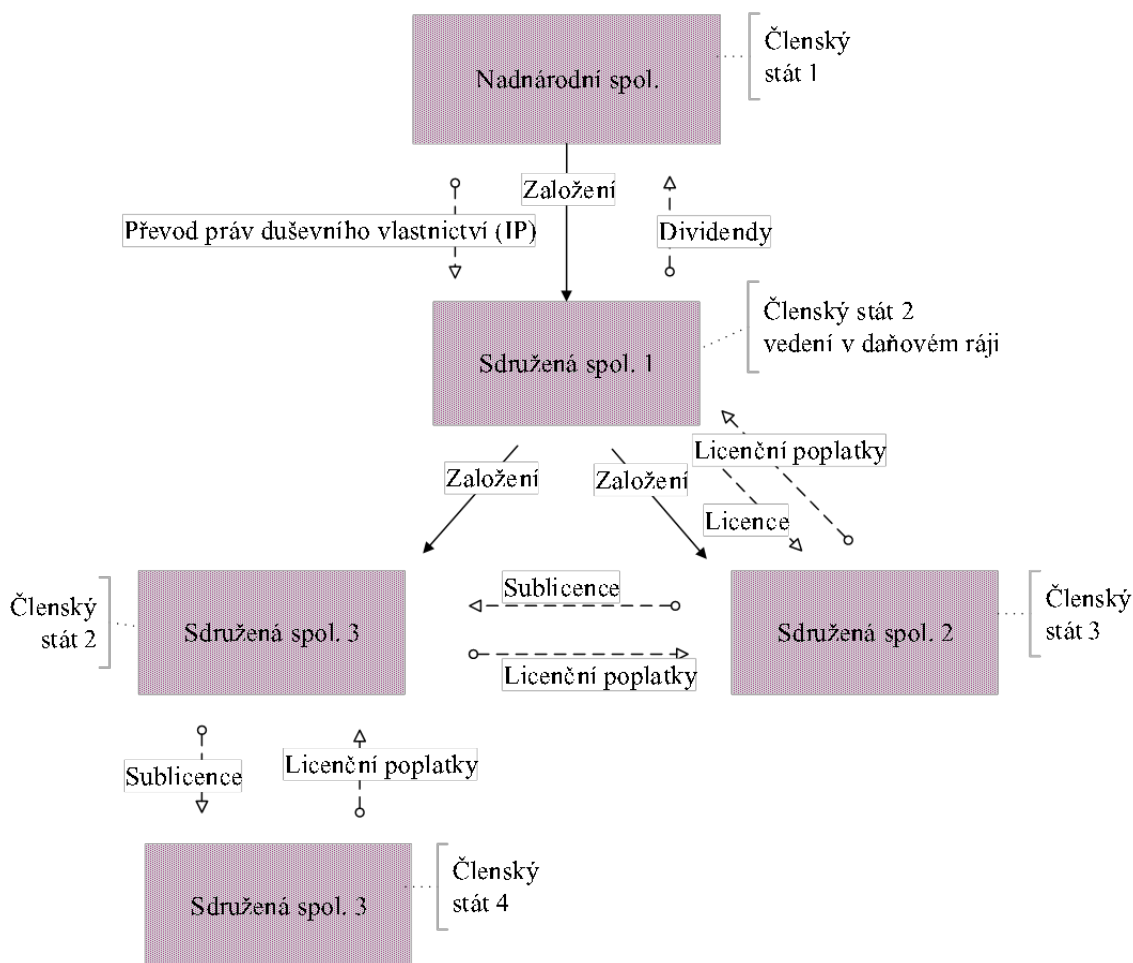 Členský
stát 1
Nadnárodní spol.
Založení
Převod práv duševního vlastnictví (IP)
Dividendy
Členský stát 2
vedení v daňovém ráji
Sdružená spol. 1
Licenční poplatky
Založení
Založení
Licence
Sublicence
Členský
stát 2
Sdružená spol. 3
Sdružená spol. 2
Členský
stát 3
Licenční poplatky
Sublicence
Licenční poplatky
Členský
stát 4
Sdružená spol. 3